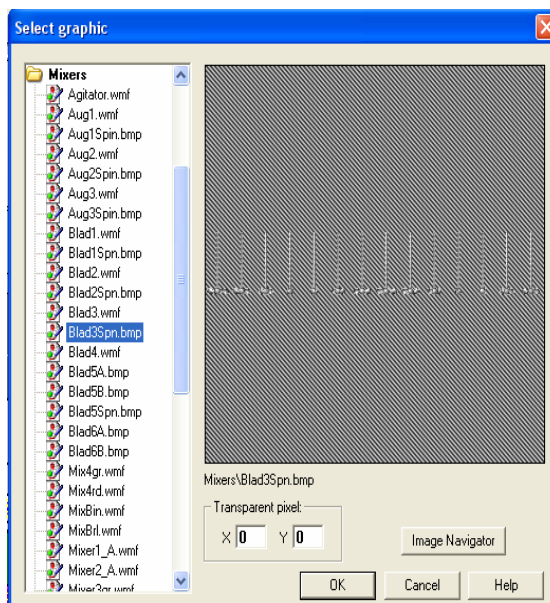 Select graphic
Mixers
Agitator.wmf
Aug1.wmf
Aug1Spin.bmp
Aug2.wmf
Aug2Spin.bmp
Aug3.wmf
Aug3Spin.bmp
Blad1.wmf
Blad1Spn.bmp
Blad2.wmf
Blad2Spn.bmp
Blad3.wmf
Blad3Spn.bmp
Blad4.wmf
Blad5A.bmp
Blad5B.bmp
Blad5Spn.bmp
Blad6A.bmp
Blad6B.bmp
Mix4gr.wmf
Mix4rd.wmf
MixBin.wmf
MixBrl.wmf
Mixer1_A.wmf
Mixer2_A.wmf
Mixer3gr.wmf
Mixers\Blad3Spn.bmp
Transparent pixel:
X 0 Y 0
Image Navigator
OK Cancel Help